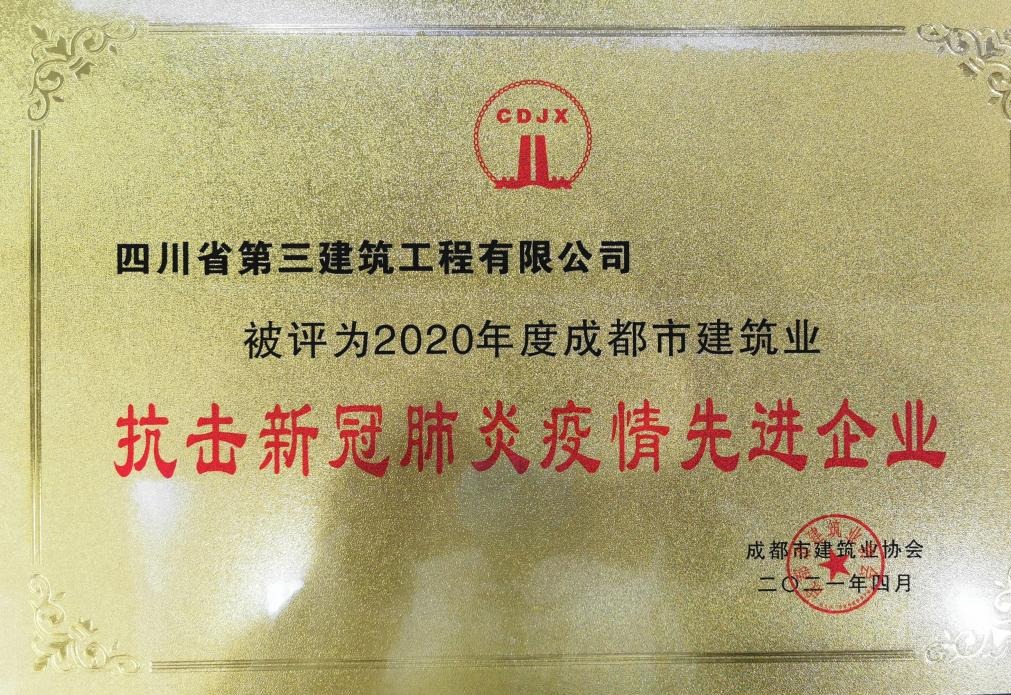 CDJX
四川省第三建筑工程有限公司
被评为2020年度成都市建筑业
抗击新冠肺炎疫情先进企业
成都市建筑业协会
二〇二一年四月